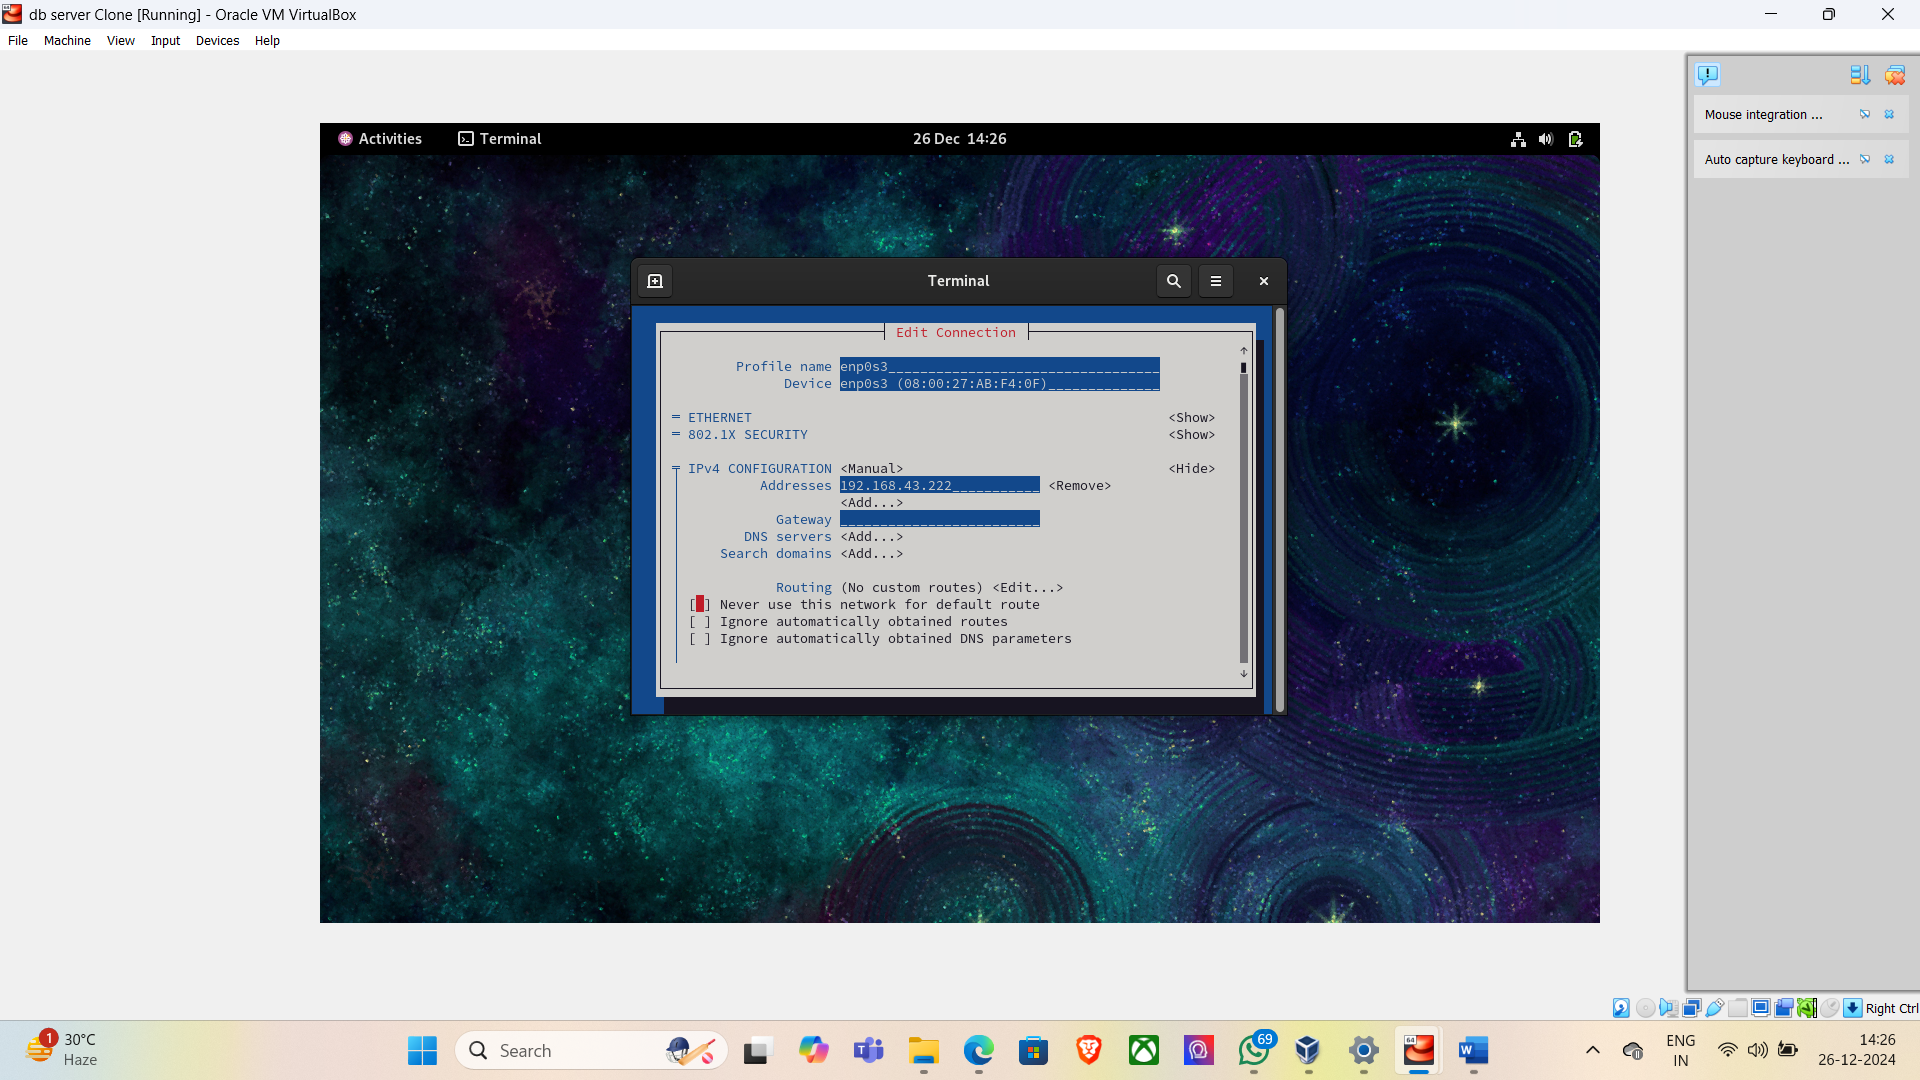 db server Clone [Running] - Oracle VM VirtualBox
File Machine View Input Devices Help
Mouse integration ...
Auto capture keyboard ...
Activities Terminal 26 Dec 14:26
Terminal
Edit Connection
Profile name enp0s3
Device enp0s3 (08:00:27:AB:F4:0F)
= ETHERNET <Show>
= 802.1X SECURITY <Show>
IPv4 CONFIGURATION <Manual> <Hide>
Addresses 192.168.43.222 <Remove>
<Add...>
Gateway
DNS servers <Add...>
Search domains <Add...>
Routing (No custom routes) <Edit...>
[ ] Never use this network for default route
[ ] Ignore automatically obtained routes
[ ] Ignore automatically obtained DNS parameters
Right Ctrl
1
30°C
Haze
Search
69
64
W
ENG
IN
14:26
26-12-2024